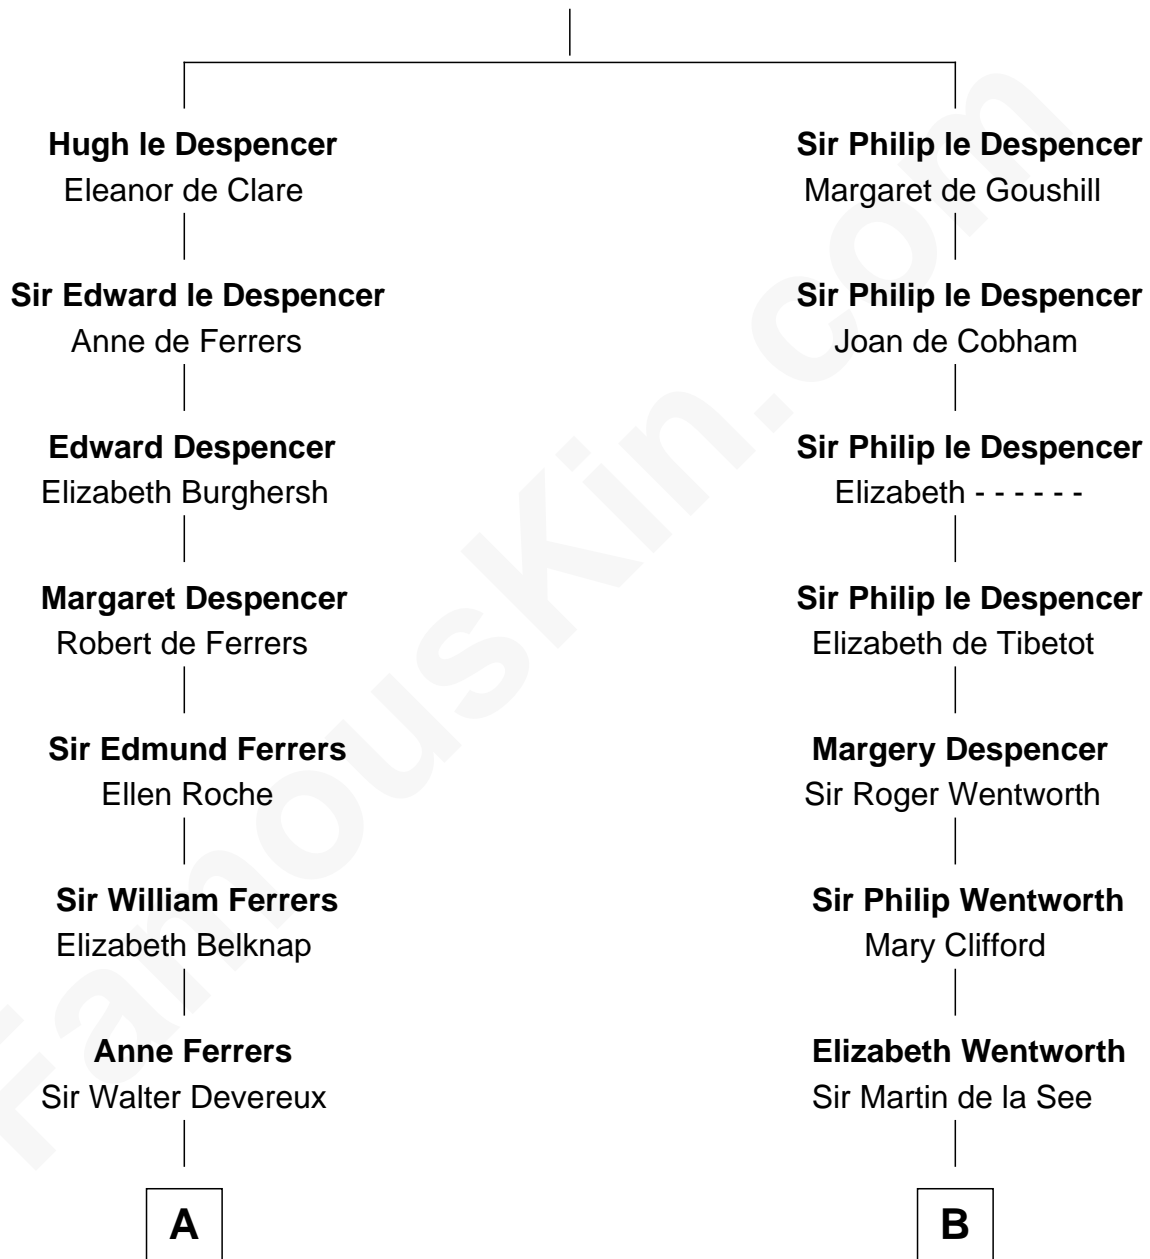 Hugh le Despencer
Eleanor de Clare
Sir Edward le Despencer
Anne de Ferrers
Edward Despencer
Elizabeth Burghersh
Margaret Despencer
Robert de Ferrers
Sir Edmund Ferrers
Ellen Roche
Sir William Ferrers
Elizabeth Belknap
Anne Ferrers
Sir Walter Devereux
A
Sir Philip le Despencer
Margaret de Goushill
Sir Philip le Despencer
Joan de Cobham
Sir Philip le Despencer
Elizabeth - - - - - -
Sir Philip le Despencer
Elizabeth de Tibetot
Margery Despencer
Sir Roger Wentworth
Sir Philip Wentworth
Mary Clifford
Elizabeth Wentworth
Sir Martin de la See
B
FamousKin.com